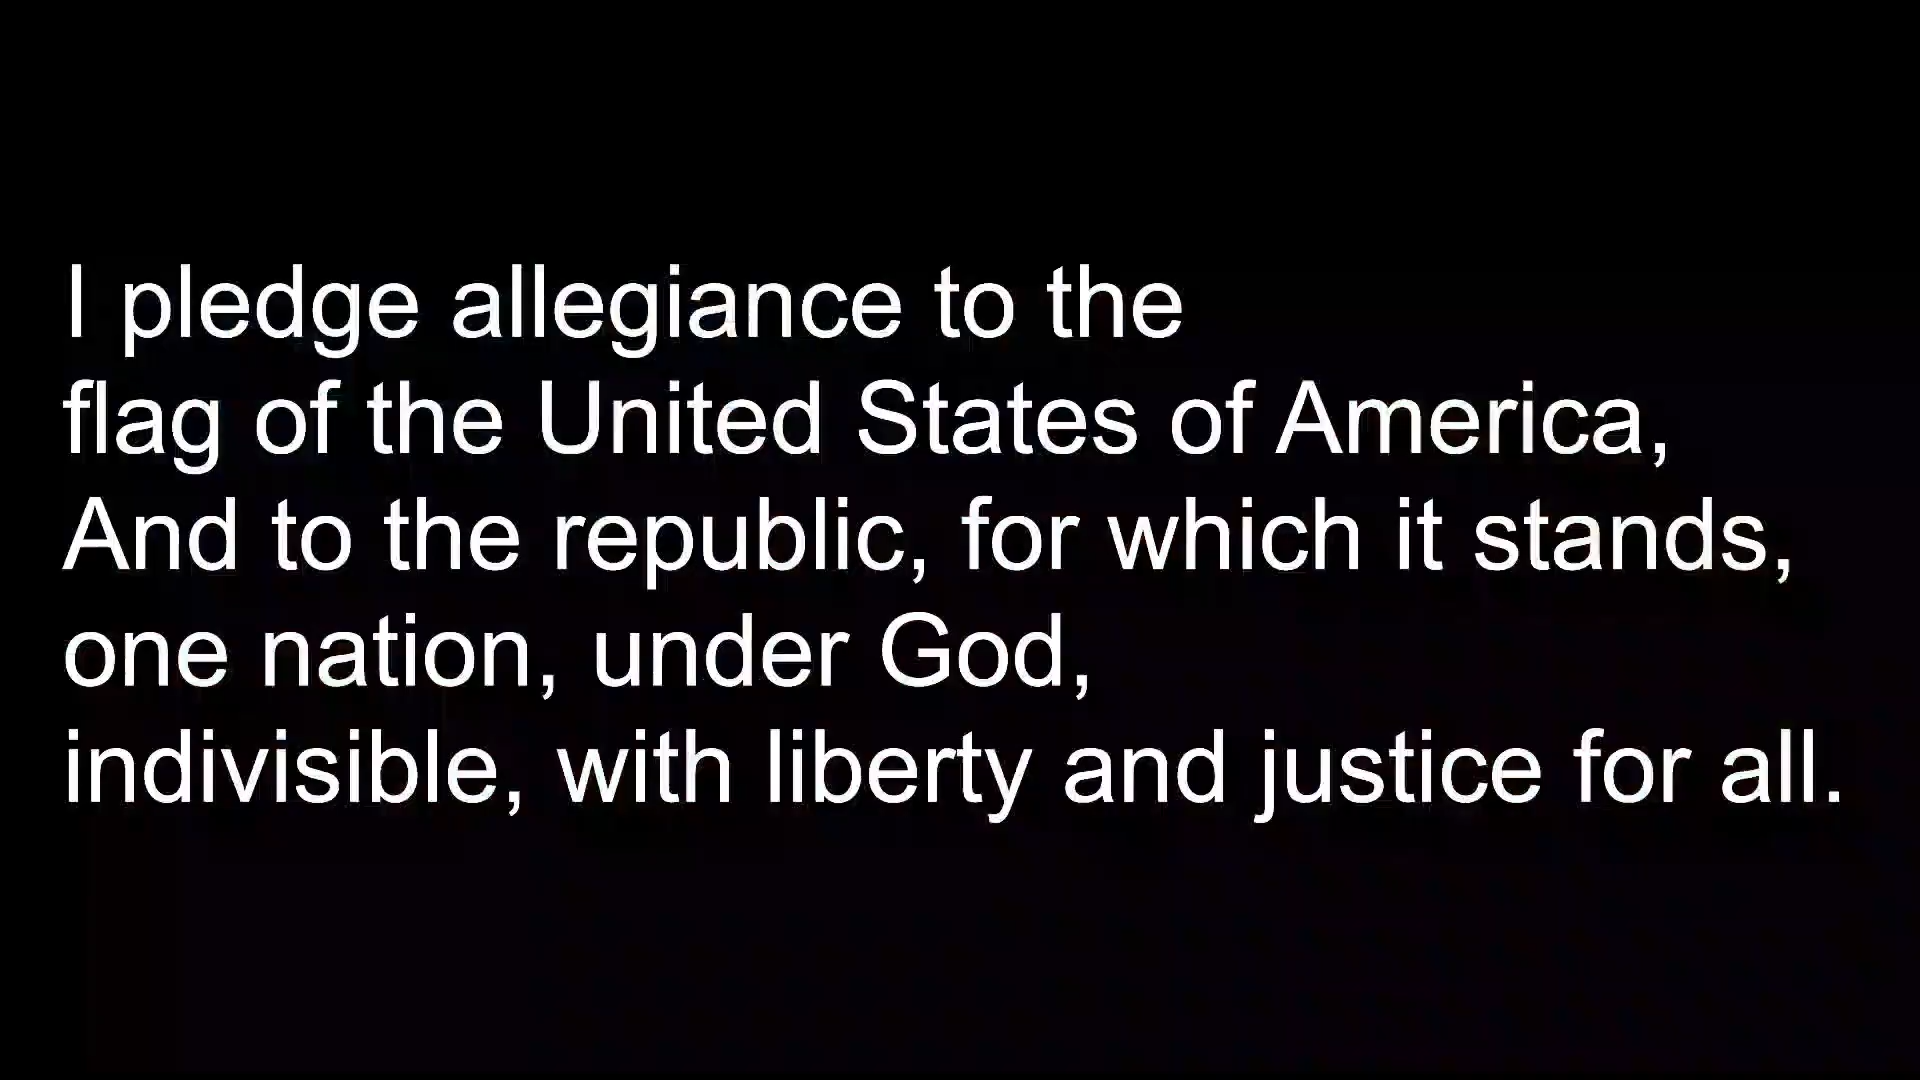 I pledge allegiance to the
flag of the United States of America,
And to the republic, for which it stands,
one nation, under God,
indivisible, with liberty and justice for all.